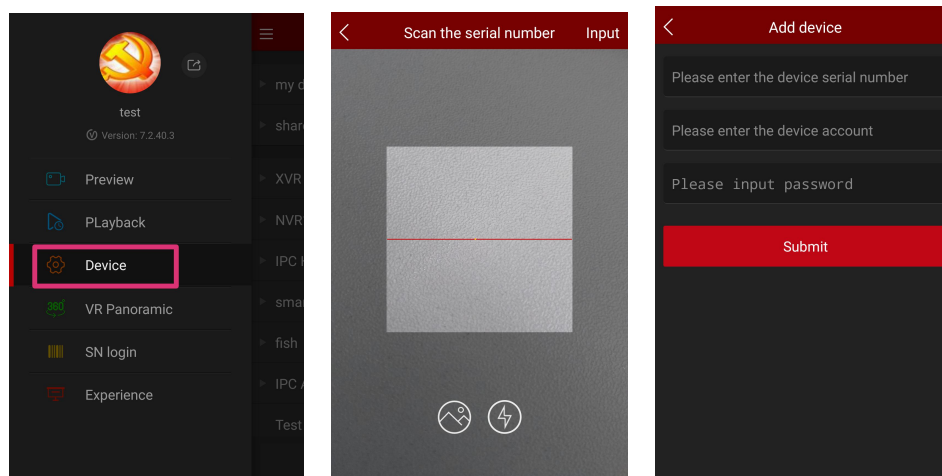 test
Version: 7.2.40.3
Preview
PLayback
Device
360°
VR Panoramic
SN login
Experience
my d
shar
XVR
NVR
IPC
smar
fish
IPC
Test
Scan the serial number Input
Add device
Please enter the device serial number
Please enter the device account
Please input password
Submit